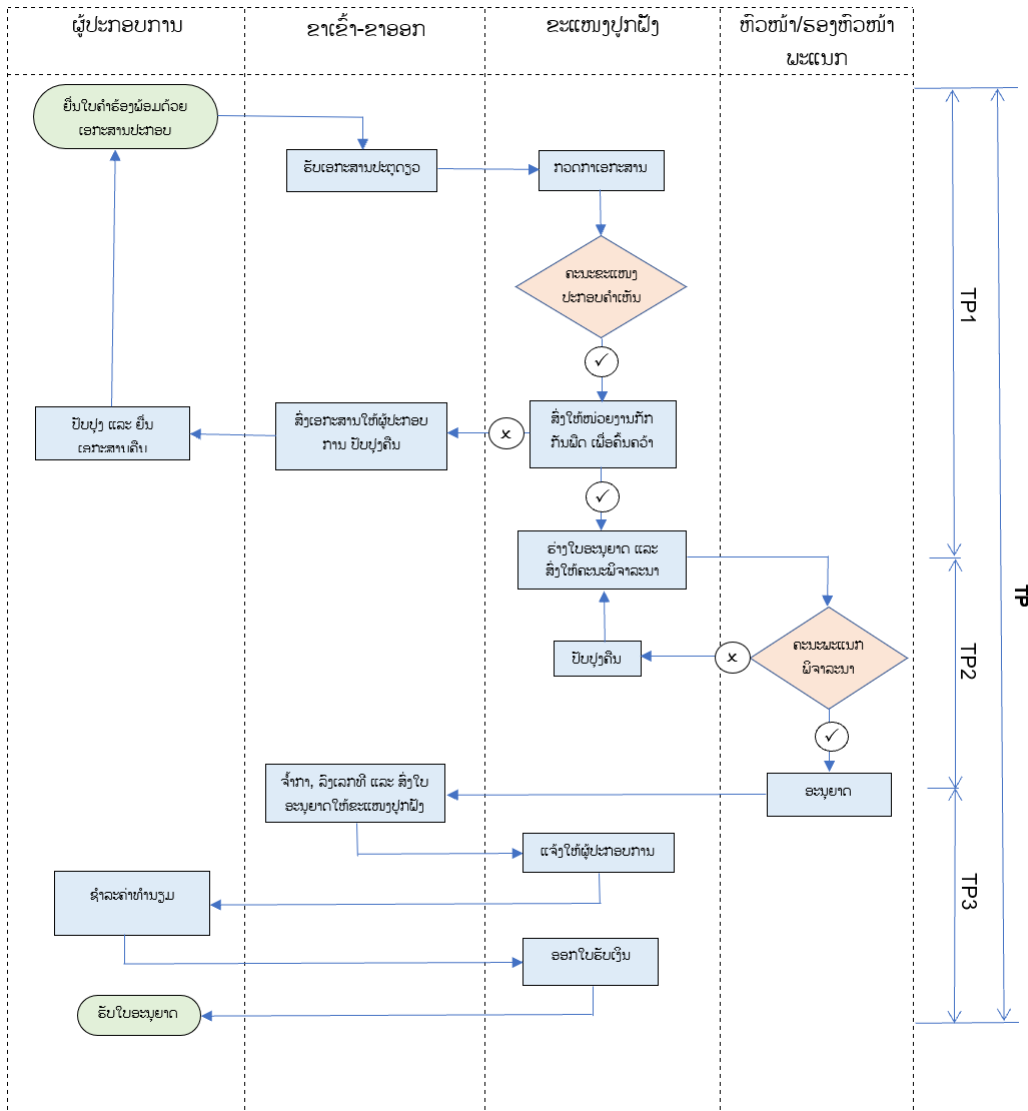 ຜູ້ປະກອບການ
ຂາເຂົ້າ-ຂາອອກ
ຂະແໜງປູກຝັງ
ຫົວໜ້າ/ຮອງຫົວໜ້າ
ພະແນກ
ຍື່ນໃບຄຳຮ້ອງພ້ອມດ້ວຍ
ເອກະສານປະກອບ
ຮັບເອກະສານປະຕູດຽວ
ກວດກາເອກະສານ
ຄະນະຂະແໜງ
ປະກອບຄຳເຫັນ
✓
ປັບປຸງ ແລະ ຍື່ນ
ເອກະສານຄືນ
ສົ່ງເອກະສານໃຫ້ຜູ້ປະກອບ
ການ ປັບປຸງຄືນ
x
ສົ່ງໃຫ້ໜ່ວຍງານກັກ
ກັນພືດ ເພື່ອຄົ້ນຄວ້າ
✓
ຮ່າງໃບອະນຸຍາດ ແລະ
ສົ່ງໃຫ້ຄະນະພິຈາລະນາ
ປັບປຸງຄືນ
x
ຄະນະພະແນກ
ພິຈາລະນາ
✓
ຈ້ຳກາ, ລົງເລກທີ ແລະ ສົ່ງໃບ
ອະນຸຍາດໃຫ້ຂະແໜງປູກຝັງ
ອະນຸຍາດ
ແຈ້ງໃຫ້ຜູ້ປະກອບການ
ຊຳລະຄ່າທຳນຽມ
ອອກໃບຮັບເງິນ
ຮັບໃບອະນຸຍາດ
TP1
TP2
TP3
TP